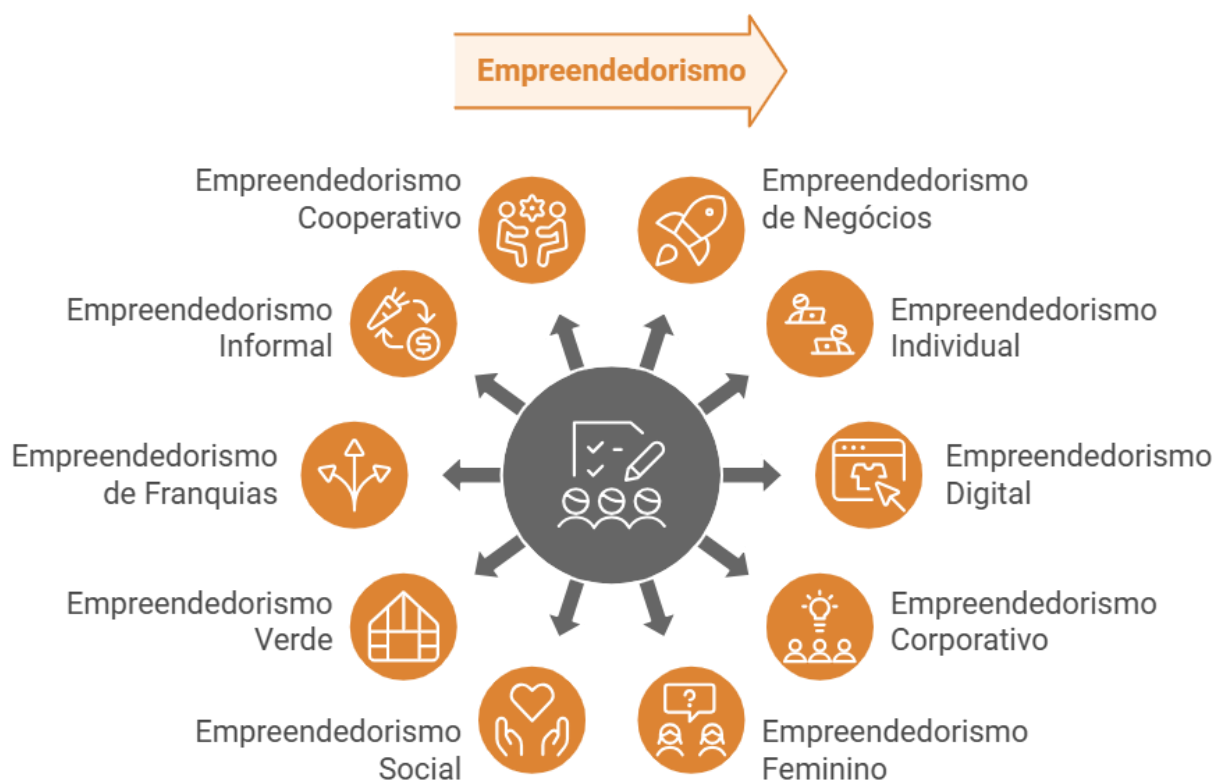 Empreendedorismo
Empreendedorismo
Cooperativo
Empreendedorismo
de Negócios
Empreendedorismo
Informal
Empreendedorismo
Individual
Empreendedorismo
de Franquias
Empreendedorismo
Digital
Empreendedorismo
Verde
Empreendedorismo
Corporativo
Empreendedorismo
Social
Empreendedorismo
Feminino